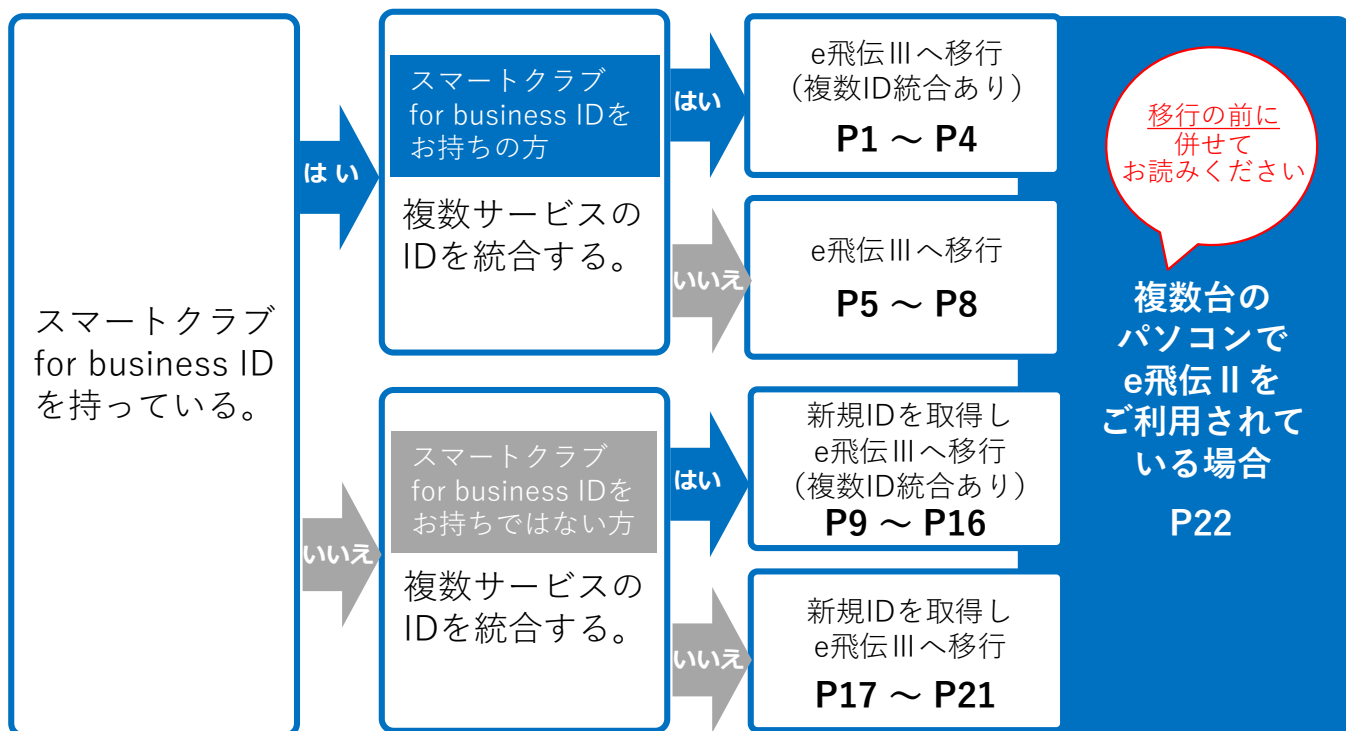 スマートクラブ
for business ID
を持っている。
はい
スマートクラブ
for business IDを
お持ちの方
複数サービスの
IDを統合する。
はい
e飛伝Ⅲへ移行
（複数ID統合あり）
P1 ～ P4
いいえ
e飛伝Ⅲへ移行
P5 ～ P8
いいえ
スマートクラブ
for business IDを
お持ちではない方
複数サービスの
IDを統合する。
はい
新規IDを取得し
e飛伝Ⅲへ移行
（複数ID統合あり）
P9 ～ P16
いいえ
新規IDを取得し
e飛伝Ⅲへ移行
P17 ～ P21
移行の前に
併せて
お読みください
複数台の
パソコンで
e飛伝Ⅱを
ご利用されて
いる場合
P22